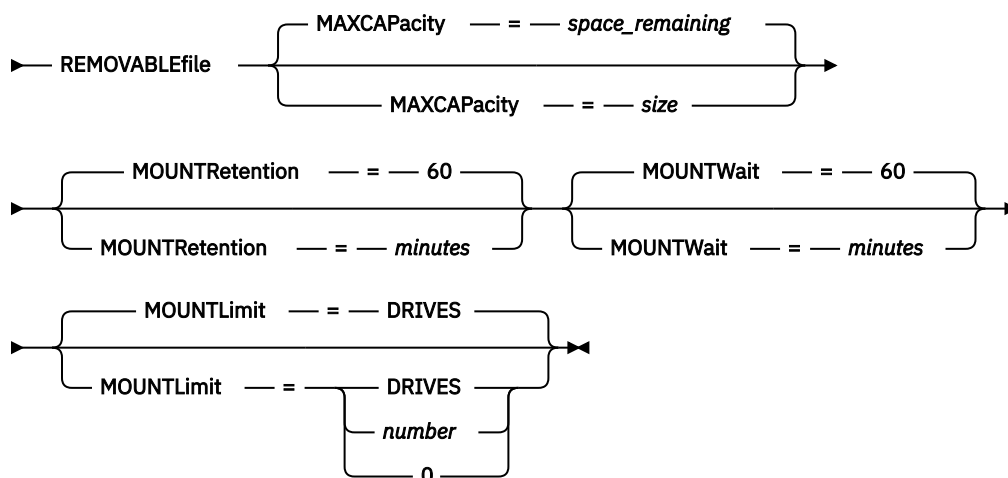 MAXCAPacity = space_remaining
REMOVABLEfile
MAXCAPacity = size
MOUNTRetention = 60 MOUNTWait = 60
MOUNTRetention = minutes MOUNTWait = minutes
MOUNTLimit = DRIVES
MOUNTLimit = DRIVES
number
0